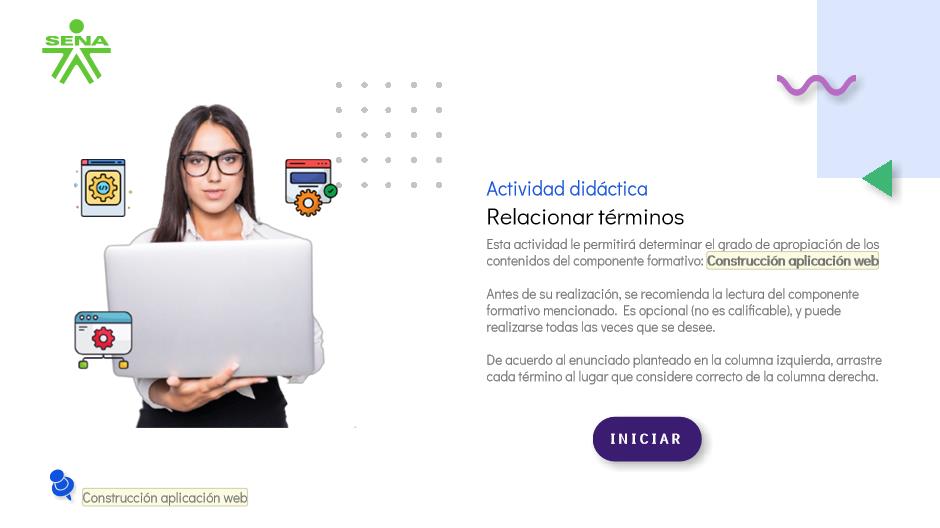 SENA
Actividad didáctica
Relacionar términos
Esta actividad le permitirá determinar el grado de apropiación de los
contenidos del componente formativo: Construcción aplicación web
Antes de su realización, se recomienda la lectura del componente
formativo mencionado. Es opcional (no es calificable), y puede
realizarse todas las veces que se desee.
De acuerdo al enunciado planteado en la columna izquierda, arrastre
cada término al lugar que considere correcto de la columna derecha.
INICIAR
Construcción aplicación web